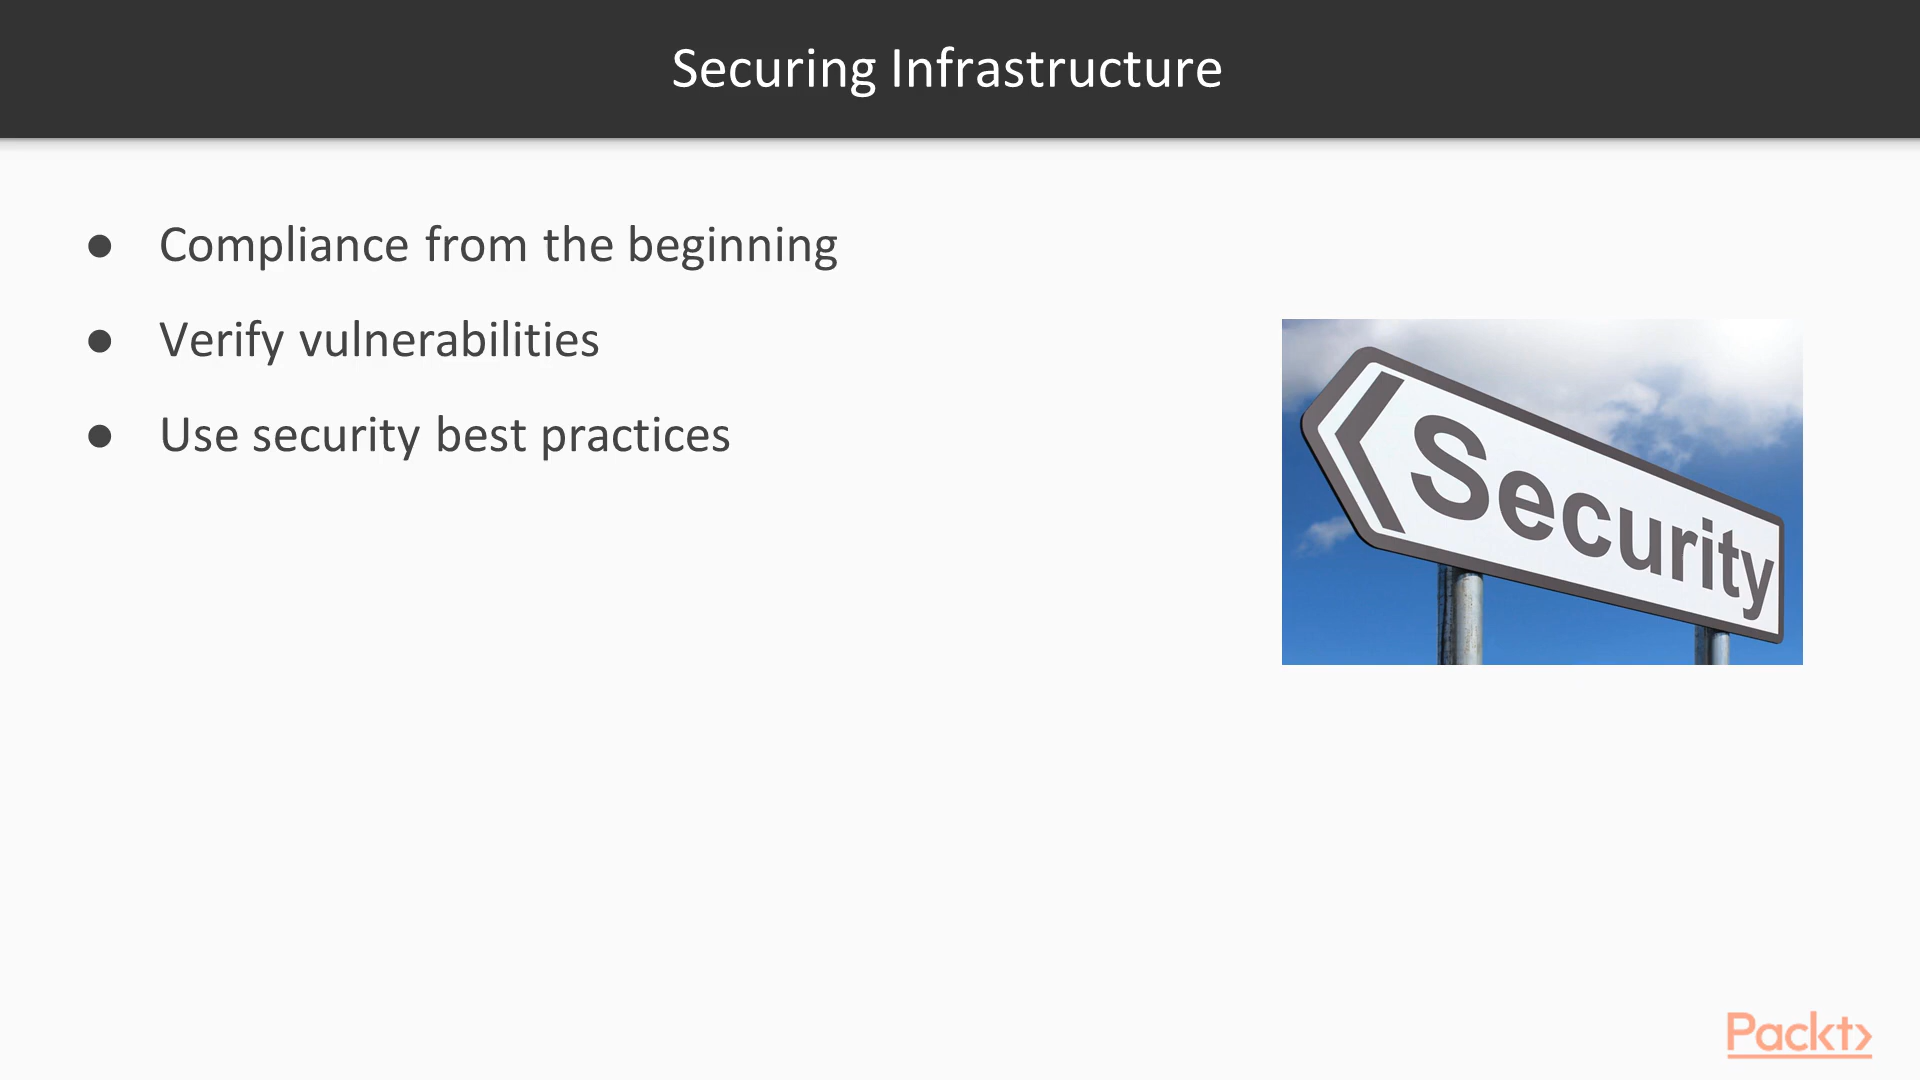 Securing Infrastructure
● Compliance from the beginning
● Verify vulnerabilities
● Use security best practices
Security
Packt>